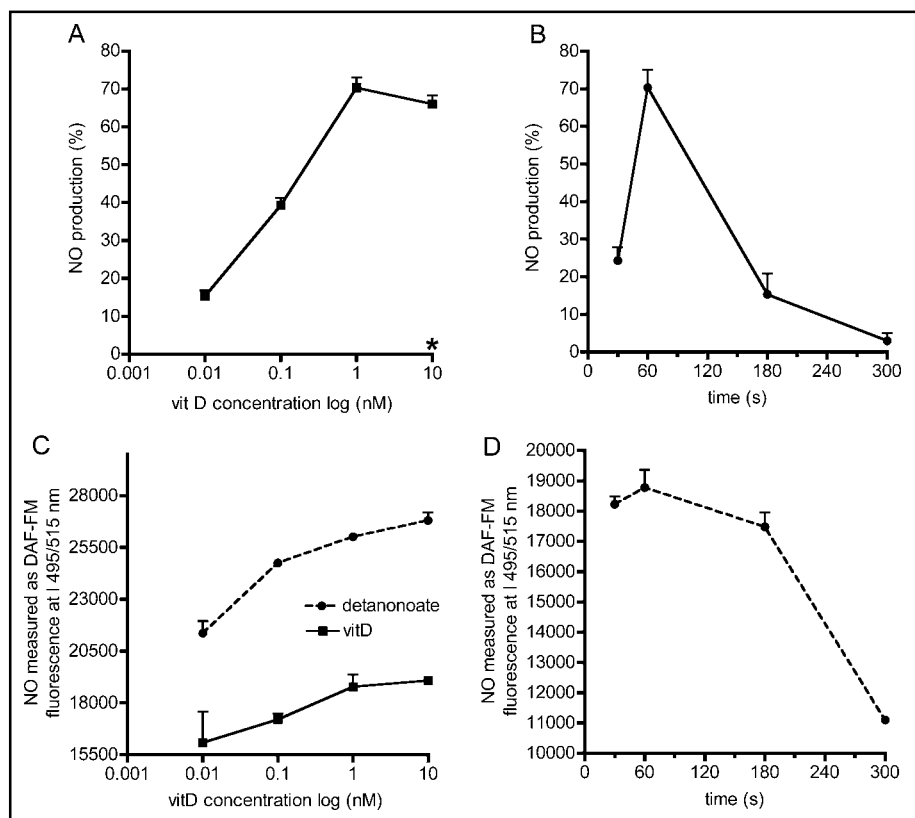 A
NO production (%)
80
70
60
50
40
30
20
10
0
*
0.001 0.01 0.1 1 10
vit D concentration log (nM)
B
NO production (%)
80
70
60
50
40
30
20
10
0
0 60 120 180 240 300
time (s)
C
NO measured as DAF-FM
fluorescence at l 495/515 nm
28000
25500
23000
20500
18000
15500
detanonoate
vitD
0.001 0.01 0.1 1 10
vitD concentration log (nM)
D
NO measured as DAF-FM
fluorescence at l 495/515 nm
20000
19000
18000
17000
16000
15000
14000
13000
12000
11000
10000
0 60 120 180 240 300
time (s)